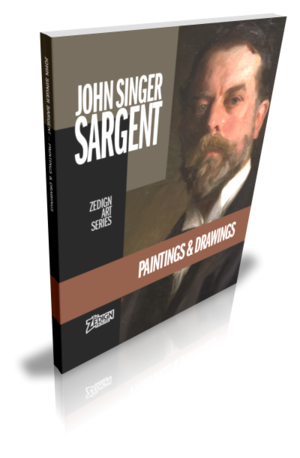 JOHN SINGER
SARGENT
ZEDIGN
ART
SERIES
PAINTINGS & DRAWINGS
ZEDIGN
JOHN SINGER SARGENT PAINTINGS & DRAWINGS